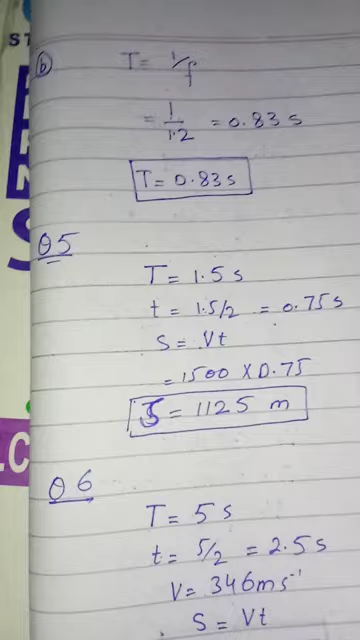 (b) T = 1/f
= 1/1.2 = 0.83 s
T = 0.83 s
Q5
T = 1.5 s
t = 1.5/2 = 0.75 s
S = Vt
= 1500 x 0.75
S = 1125 m
Q6
T = 5 s
t = 5/2 = 2.5 s
V = 346 ms⁻¹
S = Vt